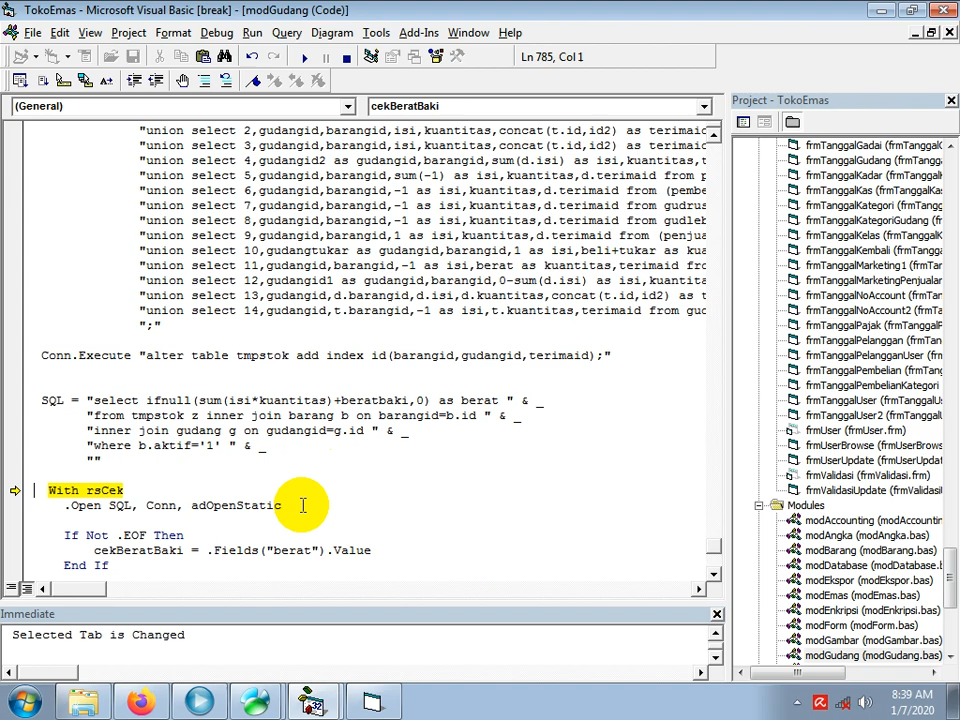 TokoEmas - Microsoft Visual Basic [break] - [modGudang (Code)]
File Edit View Project Format Debug Run Query Diagram Tools Add-Ins Window Help
Ln 785, Col 1
(General) cekBeratBaki
"union select 2,gudangid,barangid,isi,kuantitas,concat(t.id,id2) as terimaid
"union select 3,gudangid,barangid,isi,kuantitas,concat(t.id,id2) as terimaid
"union select 4,gudangid2 as gudangid,barangid,sum(d.isi) as isi,kuantitas,t
"union select 5,gudangid,barangid,sum(-1) as isi,kuantitas,d.terimaid from p
"union select 6,gudangid,barangid,-1 as isi,kuantitas,d.terimaid from (pembe
"union select 7,gudangid,barangid,-1 as isi,kuantitas,d.terimaid from gudrus
"union select 8,gudangid,barangid,-1 as isi,kuantitas,d.terimaid from gudleb
"union select 9,gudangid,barangid,1 as isi,kuantitas,d.terimaid from (penjua
"union select 10,gudangtukar as gudangid,barangid,1 as isi,beli+tukar as kua
"union select 11,gudangid,barangid,-1 as isi,berat as kuantitas,terimaid fro
"union select 12,gudangid1 as gudangid,barangid,0-sum(d.isi) as isi,kuantita
"union select 13,gudangid,d.barangid,d.isi,d.kuantitas,concat(t.id,id2) as t
"union select 14,gudangid,t.barangid,-1 as isi,t.kuantitas,terimaid from gud
";"
Conn.Execute "alter table tmpstok add index id(barangid,gudangid,terimaid);"
SQL = "select ifnull(sum(isi*kuantitas)+beratbaki,0) as berat " & _
"from tmpstok z inner join barang b on barangid=b.id " & _
"inner join gudang g on gudangid=g.id " & _
"where b.aktif='1' " & _
""
With rsCek
.Open SQL, Conn, adOpenStatic
If Not .EOF Then
cekBeratBaki = .Fields("berat").Value
End If
Immediate
Selected Tab is Changed
Project - TokoEmas
frmTanggalGadai (frmTanggalG
frmTanggalGudang (frmTanggal
frmTanggalKadar (frmTanggalK
frmTanggalKas (frmTanggalKas
frmTanggalKategori (frmTangga
frmTanggalKategoriGudang (fr
frmTanggalKelas (frmTanggalK
frmTanggalKembali (frmTangga
frmTanggalMarketing1 (frmTan
frmTanggalMarketingPenjualan
frmTanggalNoAccount (frmTan
frmTanggalNoAccount2 (frmTa
frmTanggalPajak (frmTanggalP
frmTanggalPelanggan (frmTan
frmTanggalPelangganUser (frm
frmTanggalPembelian (frmTang
frmTanggalPembelianKategori
frmTanggalUser (frmTanggalUs
frmTanggalUser2 (frmTanggalU
frmUser (frmUser.frm)
frmUserBrowse (frmUserBrows
frmUserUpdate (frmUserUpdat
frmValidasi (frmValidasi.frm)
frmValidasiUpdate (frmValidasi
Modules
modAccounting (modAccountin
modAngka (modAngka.bas)
modBarang (modBarang.bas)
modDatabase (modDatabase.b
modEkspor (modEkspor.bas)
modEmas (modEmas.bas)
modEnkripsi (modEnkripsi.bas)
modForm (modForm.bas)
modGambar (modGambar.bas)
modGudang (modGudang.bas)
8:39 AM
1/7/2020